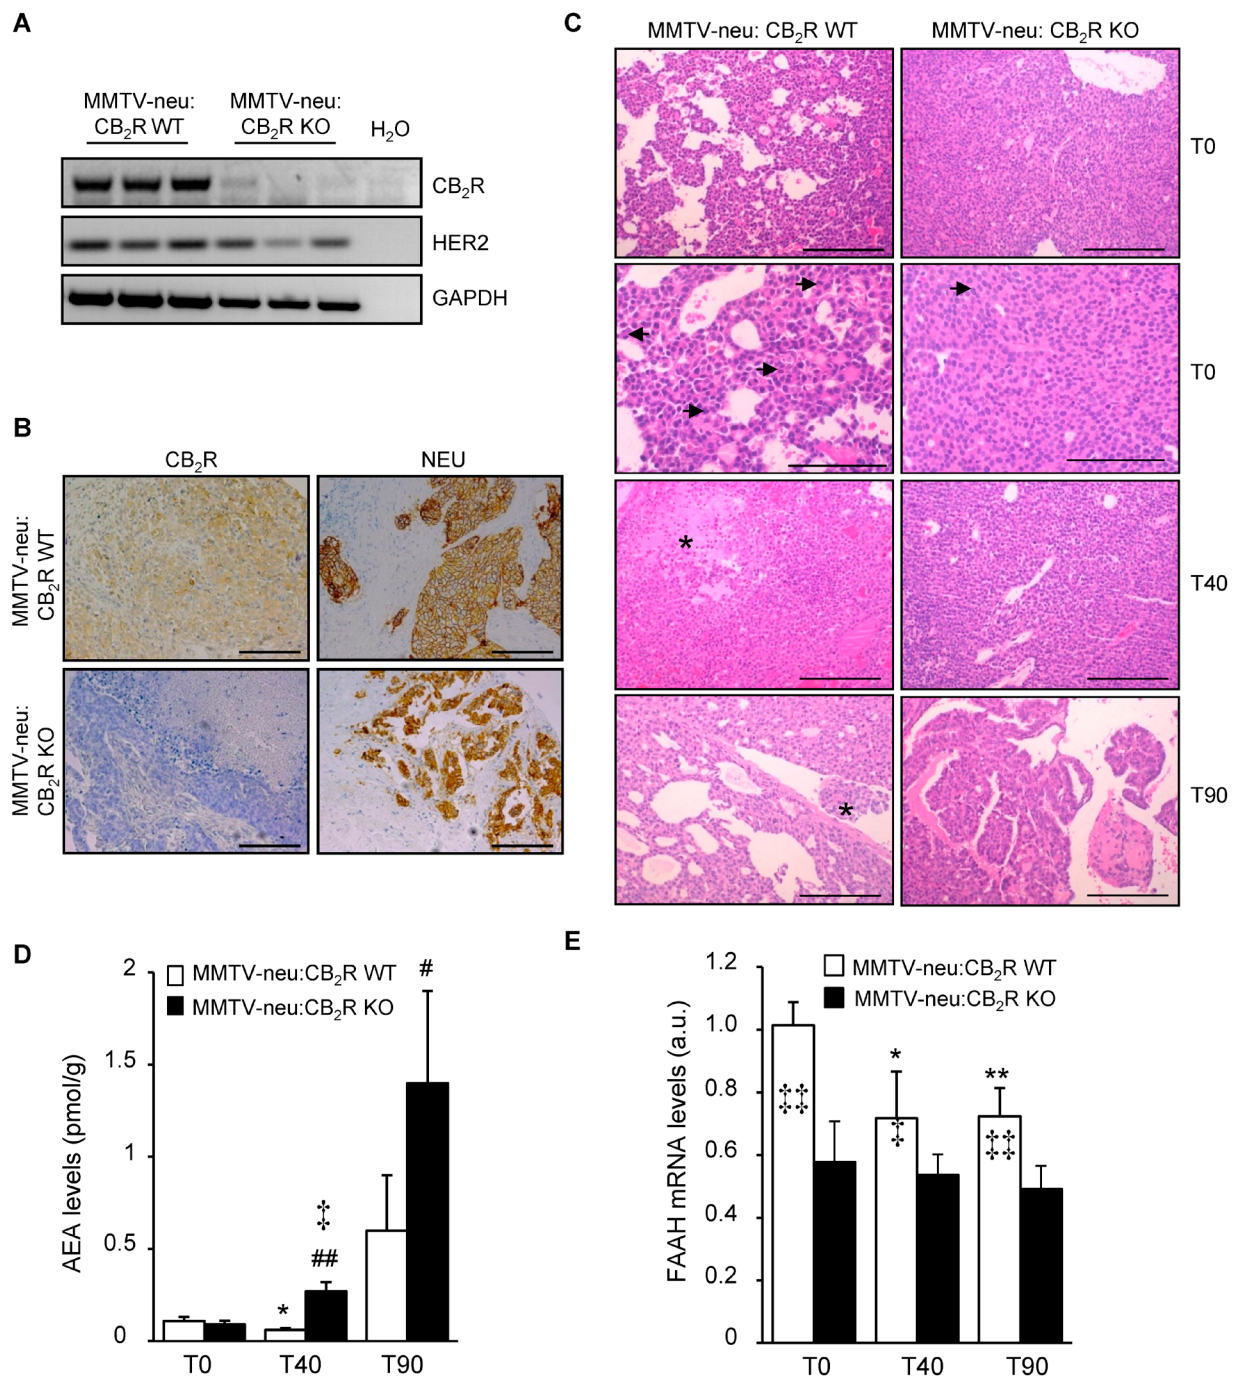 A
MMTV-neu:
CB₂R WT
MMTV-neu:
CB₂R KO
H₂O
CB₂R
HER2
GAPDH
B
CB₂R
NEU
MMTV-neu:
CB₂R WT
MMTV-neu:
CB₂R KO
C
MMTV-neu: CB₂R WT
MMTV-neu: CB₂R KO
T0
T0
*
T40
*
T90
D
MMTV-neu:CB₂R WT
MMTV-neu:CB₂R KO
AEA levels (pmol/g)
2
1.5
1
0.5
0
*
‡
##
#
T0
T40
T90
E
MMTV-neu:CB₂R WT
MMTV-neu:CB₂R KO
FAAH mRNA levels (a.u.)
1.2
1.0
0.8
0.6
0.4
0.2
0
‡‡
*
‡
**
‡‡
T0
T40
T90